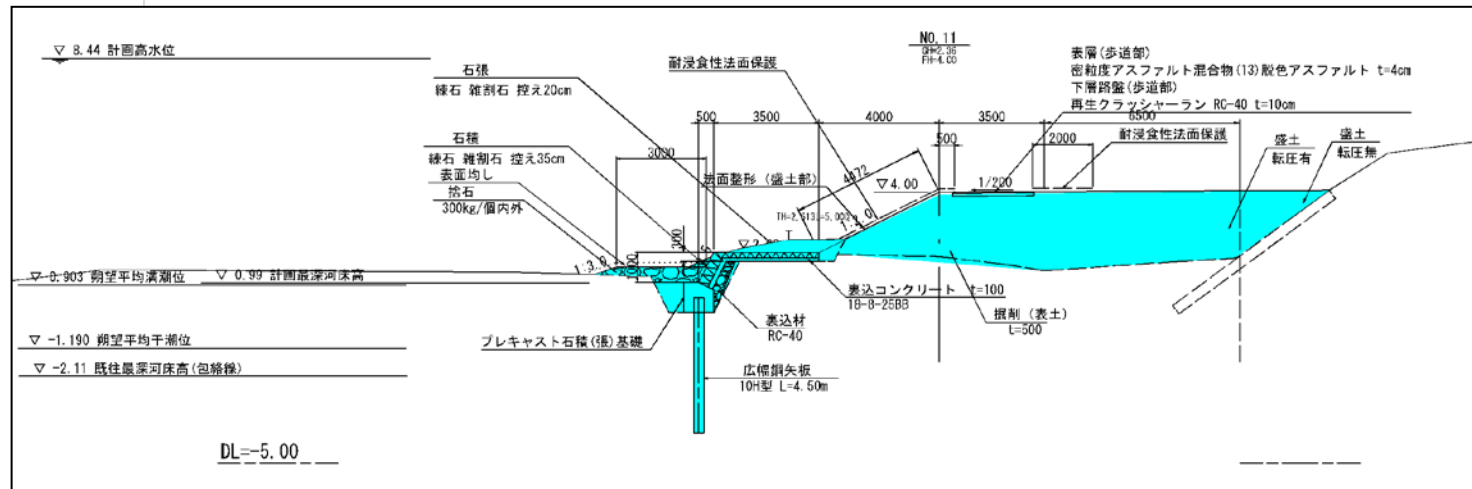 ▽ 8.44 計画高水位
NO.11
GH=2.36
FH=4.00
表層(歩道部)
密粒度アスファルト混合物(13)脱色アスファルト t=4cm
下層路盤(歩道部)
再生クラッシャーラン RC-40 t=10cm
耐浸食性法面保護
石張
練石 雑割石 控え20cm
500
3500
4000
3500
6500
石積
練石 雑割石 控え35cm
3000
500
2000
耐浸食性法面保護
盛土
転圧有
盛土
転圧無
表面均し
捨石
300kg/個内外
4472
法面整形 (盛土部)
▽4.00
1/200
300
1:3.0
▽ 0.903 朔望平均満潮位
▽ 0.99 計画最深河床高
裏込コンクリート t=100
18-8-25BB
掘削 (表土)
t=500
裏込材
RC-40
プレキャスト石積(張)基礎
▽ -1.190 朔望平均干潮位
▽ -2.11 既往最深河床高(包絡線)
広幅鋼矢板
10H型 L=4.50m
DL=-5.00